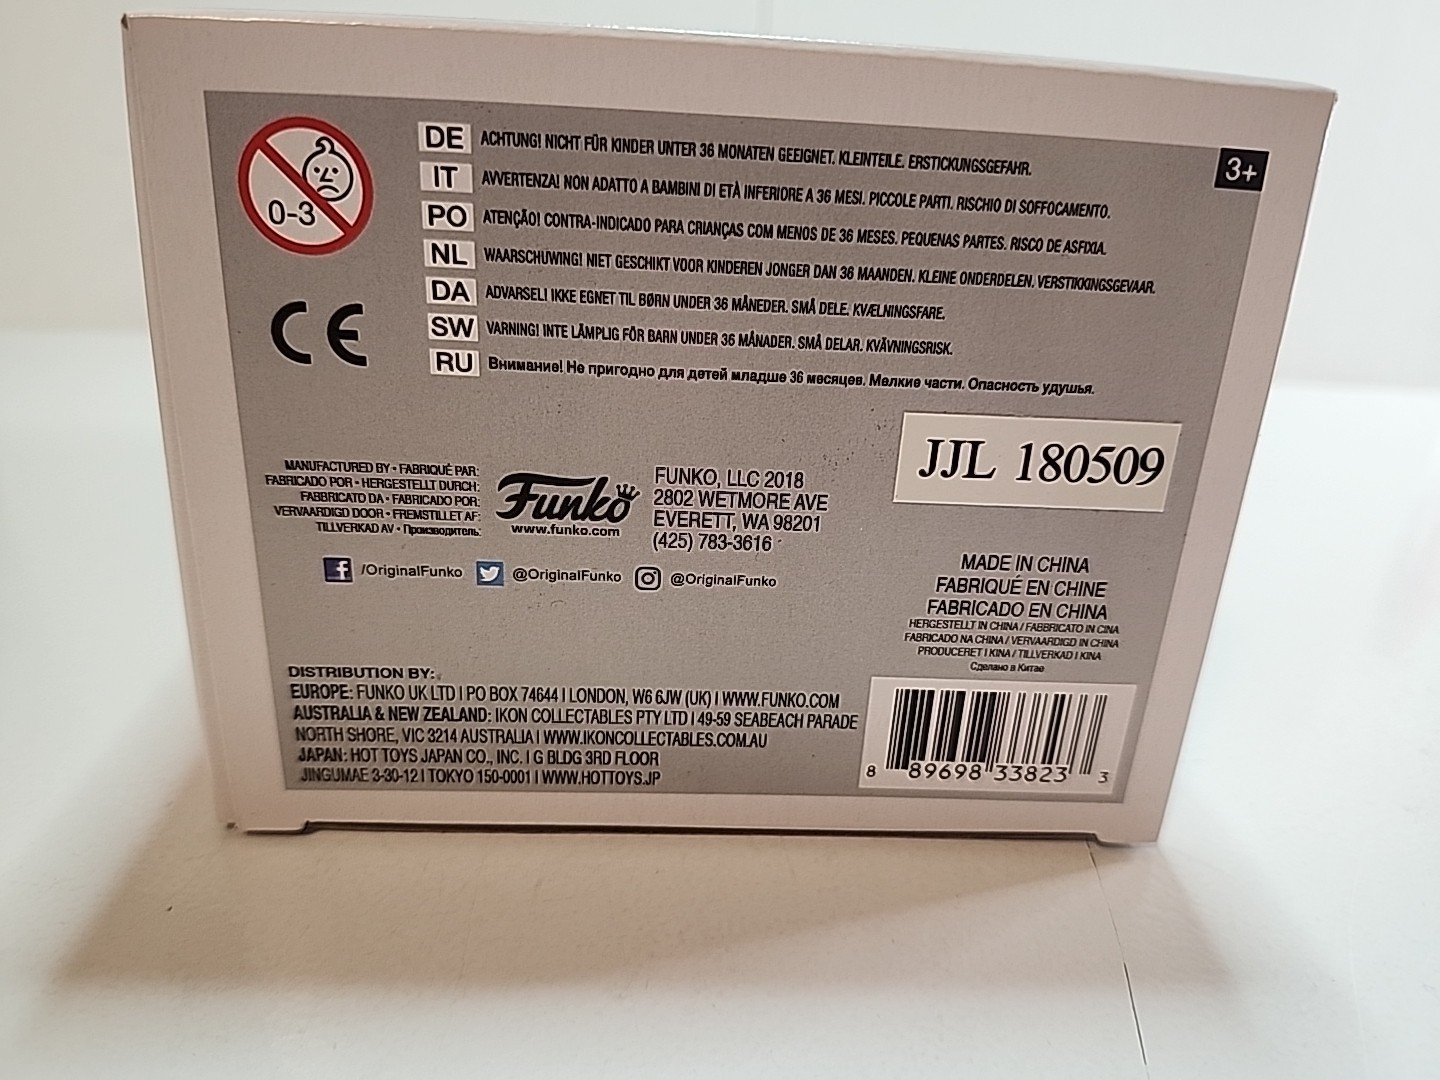 0-3
DE ACHTUNG! NICHT FÜR KINDER UNTER 36 MONATEN GEEIGNET. KLEINTEILE. ERSTICKUNGSGEFAHR.
IT AVVERTENZA! NON ADATTO A BAMBINI DI ETÀ INFERIORE A 36 MESI. PICCOLE PARTI. RISCHIO DI SOFFOCAMENTO.
PO ATENÇÃO! CONTRA-INDICADO PARA CRIANÇAS COM MENOS DE 36 MESES. PEQUENAS PARTES. RISCO DE ASFIXIA.
NL WAARSCHUWING! NIET GESCHIKT VOOR KINDEREN JONGER DAN 36 MAANDEN. KLEINE ONDERDELEN. VERSTIKKINGSGEVAAR.
DA ADVARSEL! IKKE EGNET TIL BØRN UNDER 36 MÅNEDER. SMÅ DELE. KVÆLNINGSFARE.
SW VARNING! INTE LÄMPLIG FÖR BARN UNDER 36 MÅNADER. SMÅ DELAR. KVÄVNINGSRISK.
RU Внимание! Не пригодно для детей младше 36 месяцев. Мелкие части. Опасность удушья.
3+
CE
JJL 180509
MANUFACTURED BY • FABRIQUÉ PAR:
FABRICADO POR • HERGESTELLT DURCH:
FABBRICATO DA • FABRICADO POR:
VERVAARDIGD DOOR • FREMSTILLET AF:
TILLVERKAD AV • Производитель:
Funko
www.funko.com
FUNKO, LLC 2018
2802 WETMORE AVE
EVERETT, WA 98201
(425) 783-3616
f /OriginalFunko @OriginalFunko @OriginalFunko
MADE IN CHINA
FABRIQUÉ EN CHINE
FABRICADO EN CHINA
HERGESTELLT IN CHINA / FABBRICATO IN CINA
FABRICADO NA CHINA / VERVAARDIGD IN CHINA
PRODUCERET I KINA / TILLVERKAD I KINA
Сделано в Китае
DISTRIBUTION BY:
EUROPE: FUNKO UK LTD | PO BOX 74644 | LONDON, W6 6JW (UK) | WWW.FUNKO.COM
AUSTRALIA & NEW ZEALAND: IKON COLLECTABLES PTY LTD | 49-59 SEABEACH PARADE
NORTH SHORE, VIC 3214 AUSTRALIA | WWW.IKONCOLLECTABLES.COM.AU
JAPAN: HOT TOYS JAPAN CO., INC. | G BLDG 3RD FLOOR
JINGUMAE 3-30-12 | TOKYO 150-0001 | WWW.HOTTOYS.JP
8 89698 33823 3